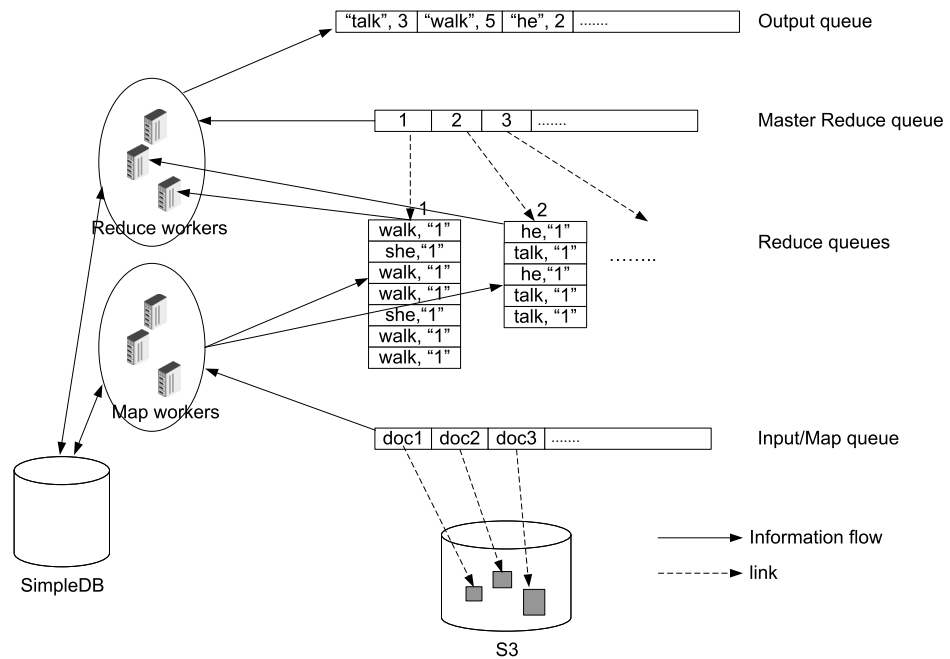 “talk”, 3 “walk”, 5 “he”, 2 ....... Output queue
1 2 3 ....... Master Reduce queue
Reduce workers
1 2
walk, “1” he,“1”
she,“1” talk, “1”
walk, “1” he,“1”
walk, “1” talk, “1”
she,“1” talk, “1”
walk, “1”
walk, “1”
........
Reduce queues
Map workers
doc1 doc2 doc3 ....... Input/Map queue
SimpleDB
S3
Information flow
link